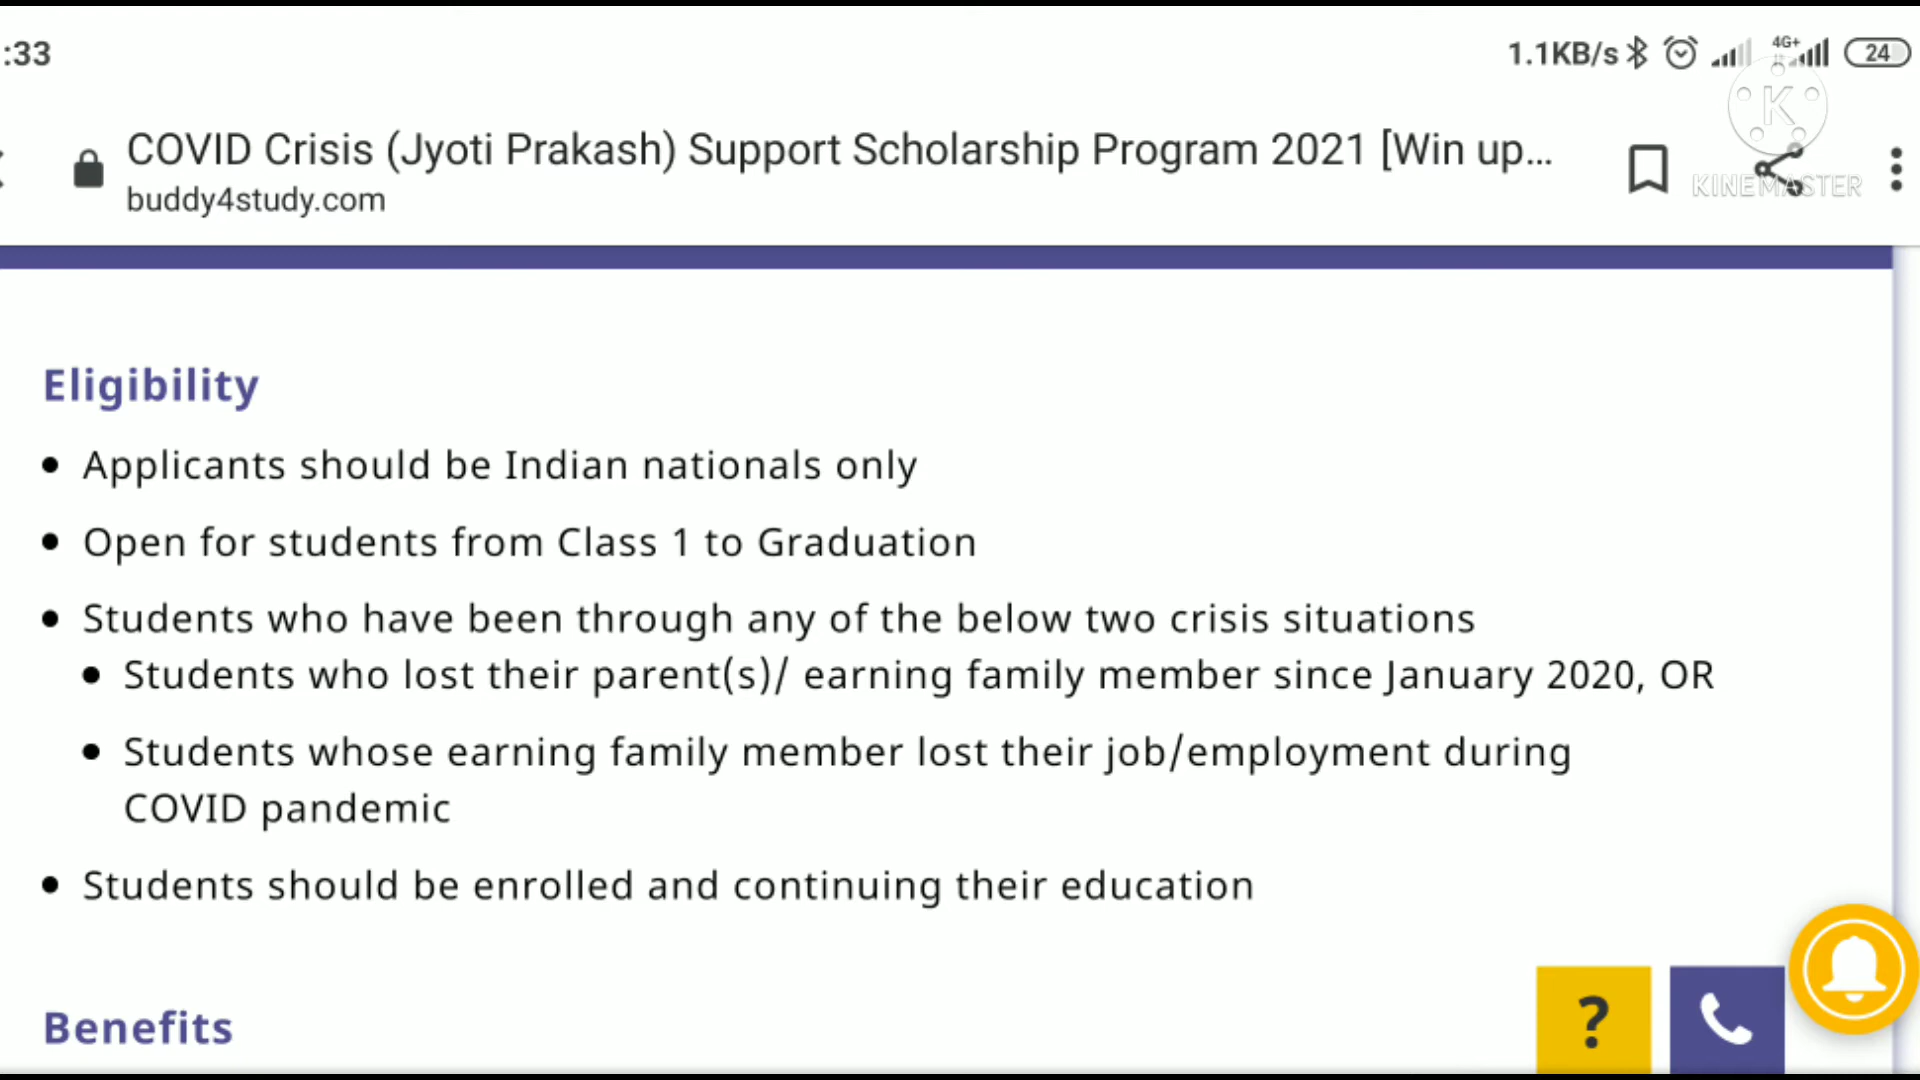 :33
1.1KB/s 4G+ 24
COVID Crisis (Jyoti Prakash) Support Scholarship Program 2021 [Win up...
buddy4study.com
K
KINEMASTER
Eligibility
• Applicants should be Indian nationals only
• Open for students from Class 1 to Graduation
• Students who have been through any of the below two crisis situations
• Students who lost their parent(s)/ earning family member since January 2020, OR
• Students whose earning family member lost their job/employment during
COVID pandemic
• Students should be enrolled and continuing their education
Benefits
?